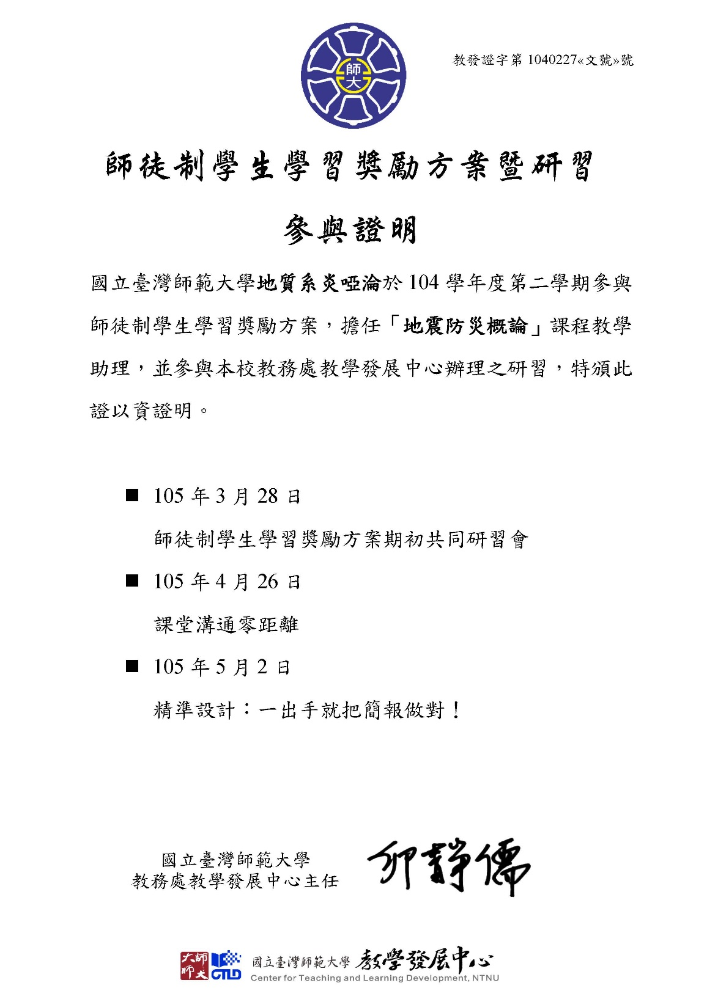 師大
教發證字第 1040227«文號»號
師徒制學生學習獎勵方案暨研習
參與證明
國立臺灣師範大學地質系炎啞淪於 104 學年度第二學期參與
師徒制學生學習獎勵方案，擔任「地震防災概論」課程教學
助理，並參與本校教務處教學發展中心辦理之研習，特頒此
證以資證明。
■ 105 年 3 月 28 日
師徒制學生學習獎勵方案期初共同研習會
■ 105 年 4 月 26 日
課堂溝通零距離
■ 105 年 5 月 2 日
精準設計：一出手就把簡報做對！
國立臺灣師範大學
教務處教學發展中心主任
靜儒
大師
師大
CTLD
國立臺灣師範大學 教學發展中心
Center for Teaching and Learning Development, NTNU